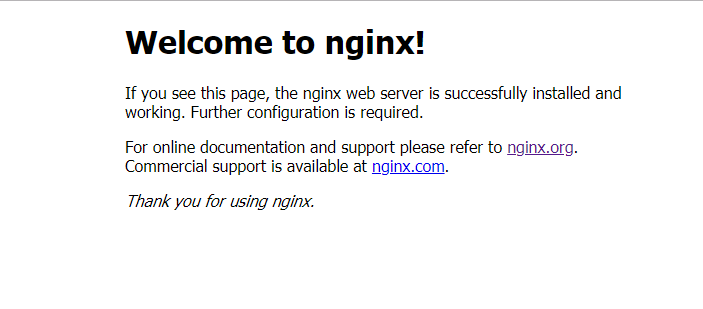 Welcome to nginx!
If you see this page, the nginx web server is successfully installed and
working. Further configuration is required.
For online documentation and support please refer to nginx.org.
Commercial support is available at nginx.com.
Thank you for using nginx.